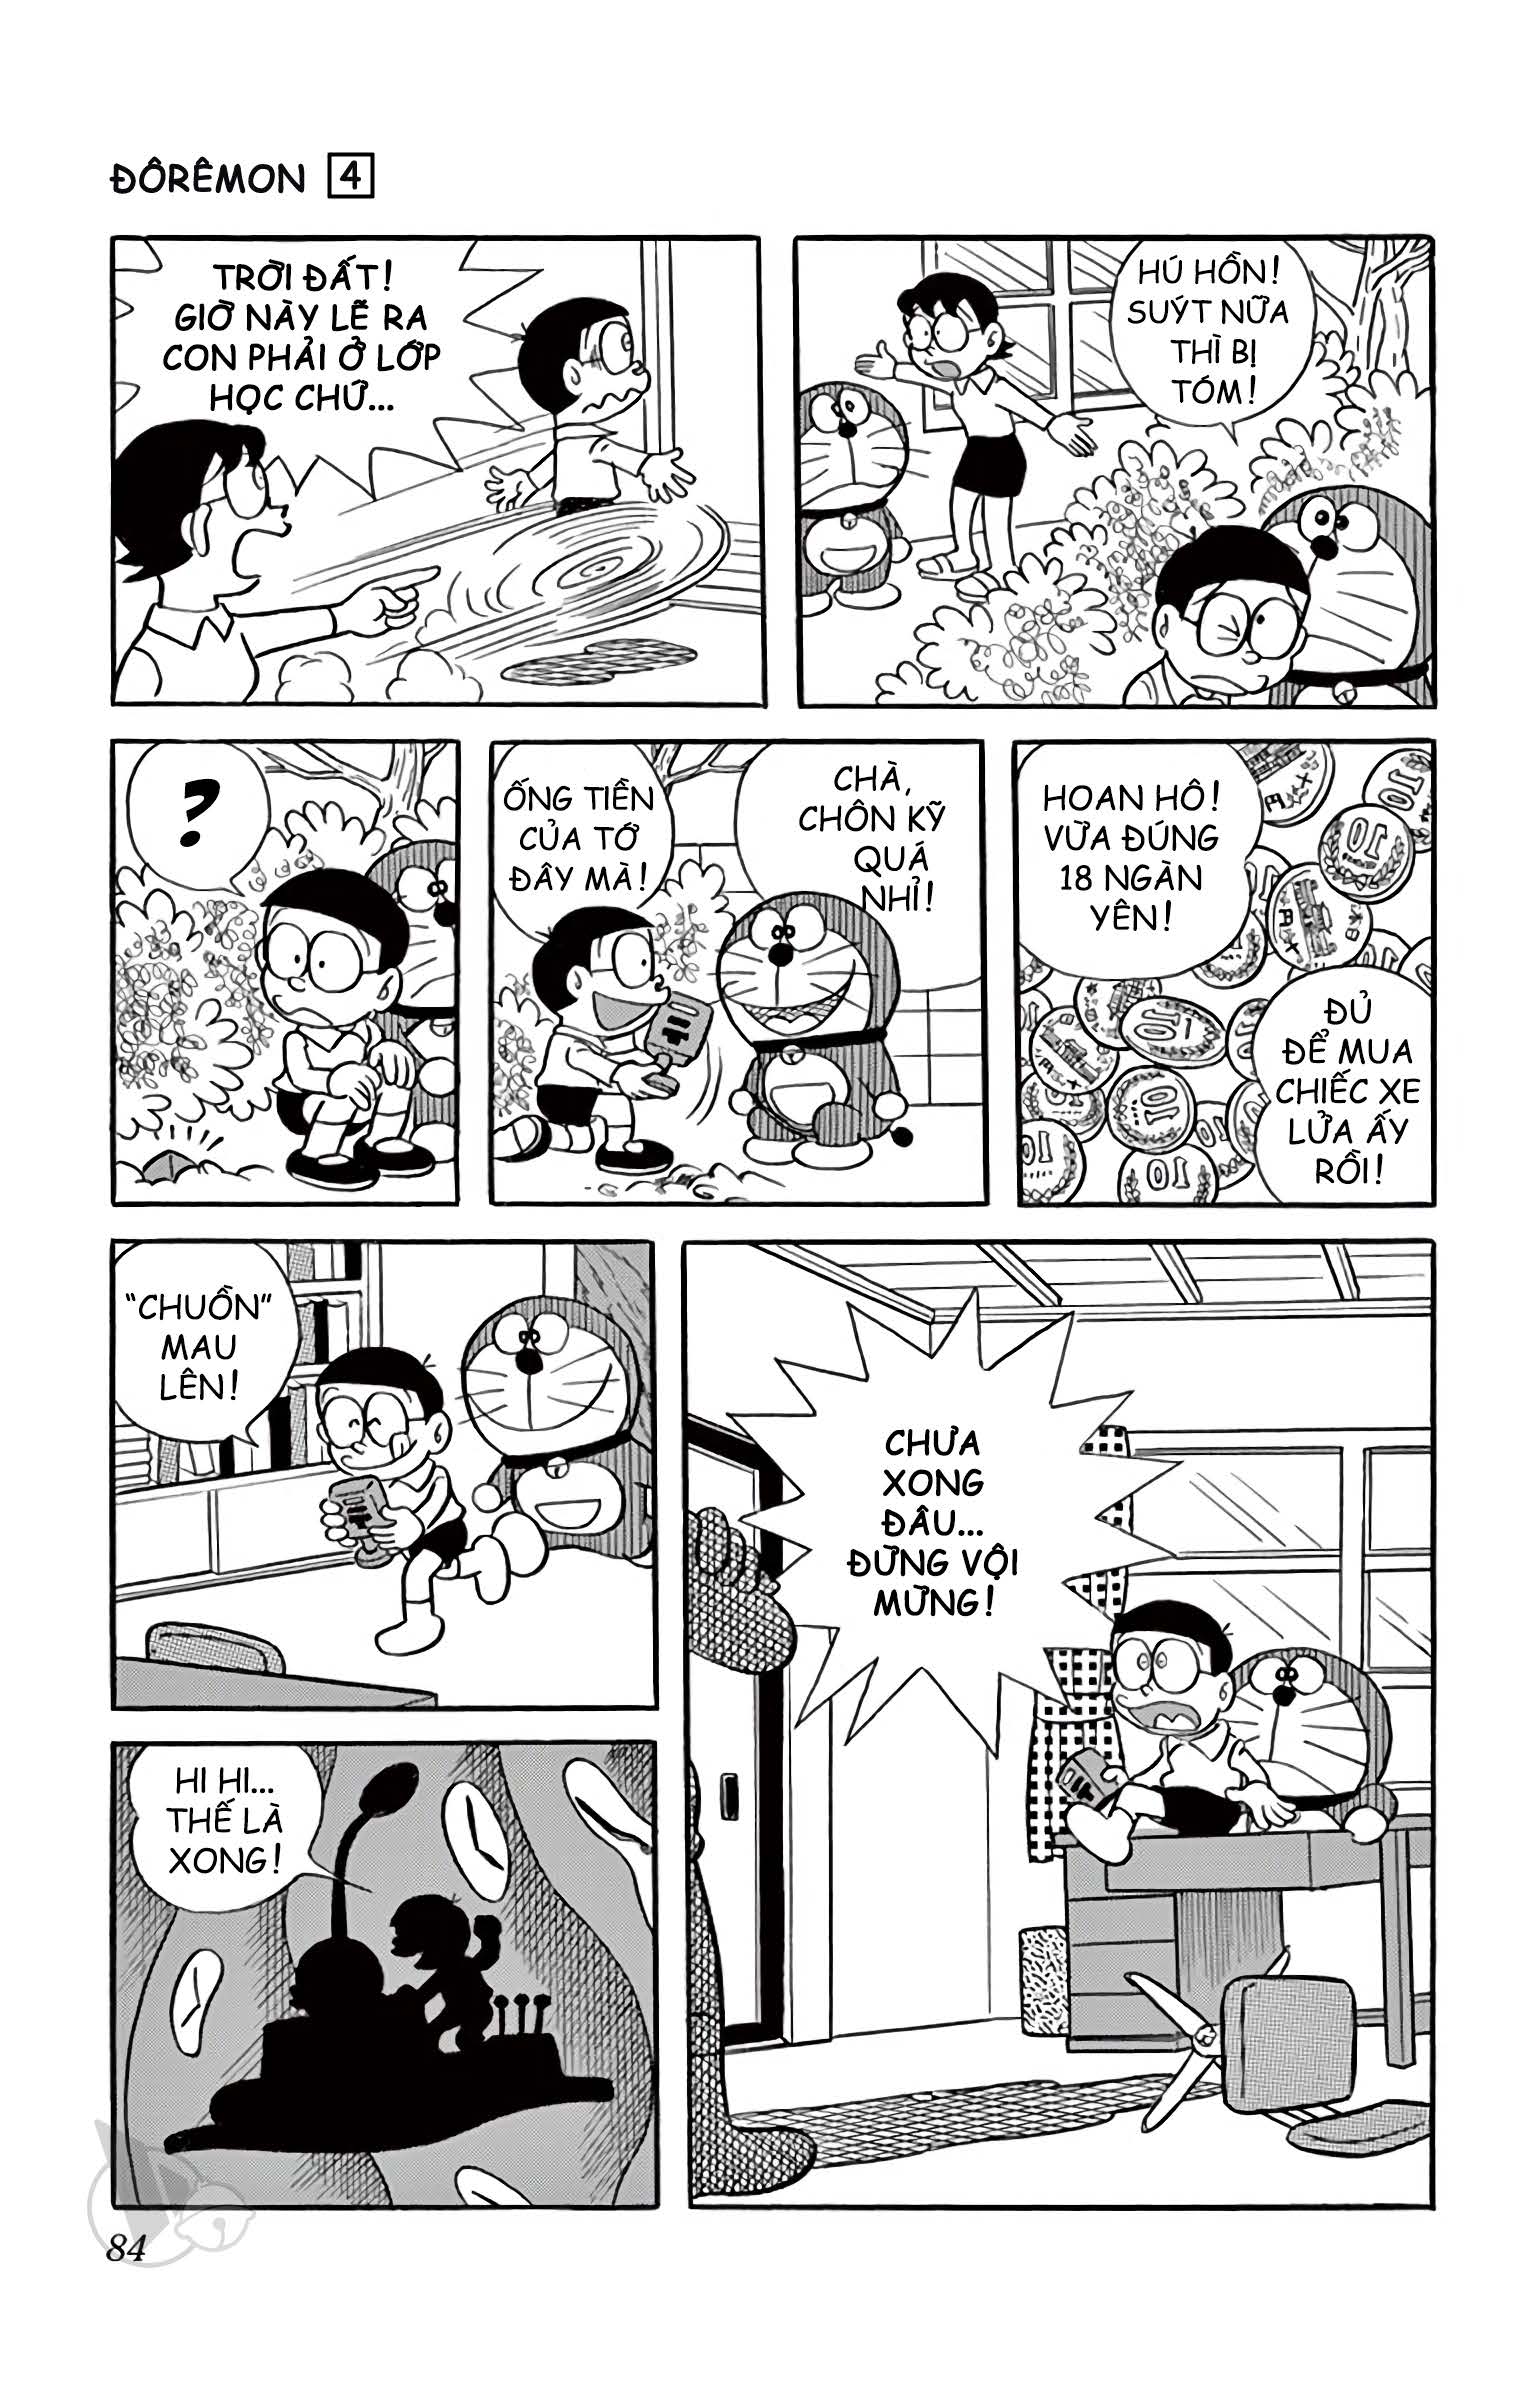 ĐÔRÊMON 4
TRỜI ĐẤT!
GIỜ NÀY LẼ RA
CON PHẢI Ở LỚP
HỌC CHỨ...
HÚ HỒN!
SUÝT NỮA
THÌ BỊ
TÓM!
?
ỐNG TIỀN
CỦA TỚ
ĐÂY MÀ!
CHÀ,
CHÔN KỸ
QUÁ
NHỈ!
HOAN HÔ!
VỪA ĐÚNG
18 NGÀN
YÊN!
ĐỦ
ĐỂ MUA
CHIẾC XE
LỬA ẤY
RỒI!
"CHUỒN"
MAU
LÊN!
HI HI...
THẾ LÀ
XONG!
CHƯA
XONG
ĐÂU...
ĐỪNG VỘI
MỪNG!
84